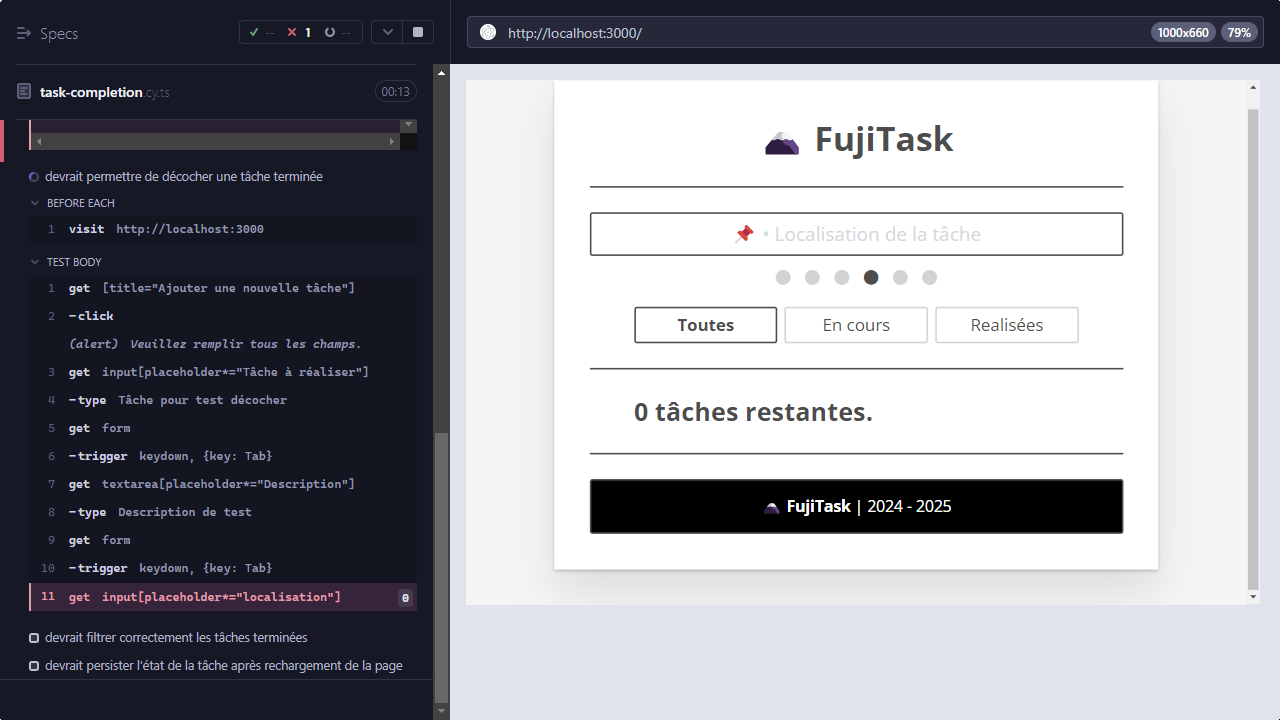 Specs
-- 1 --
task-completion.cy.ts 00:13
devrait permettre de décocher une tâche terminée
BEFORE EACH
1 visit http://localhost:3000
TEST BODY
1 get [title="Ajouter une nouvelle tâche"]
2 -click
(alert) Veuillez remplir tous les champs.
3 get input[placeholder*="Tâche à réaliser"]
4 -type Tâche pour test décocher
5 get form
6 -trigger keydown, {key: Tab}
7 get textarea[placeholder*="Description"]
8 -type Description de test
9 get form
10 -trigger keydown, {key: Tab}
11 get input[placeholder*="localisation"] 0
devrait filtrer correctement les tâches terminées
devrait persister l'état de la tâche après rechargement de la page
http://localhost:3000/ 1000x660 79%
FujiTask
• Localisation de la tâche
Toutes En cours Realisées
0 tâches restantes.
FujiTask | 2024 - 2025